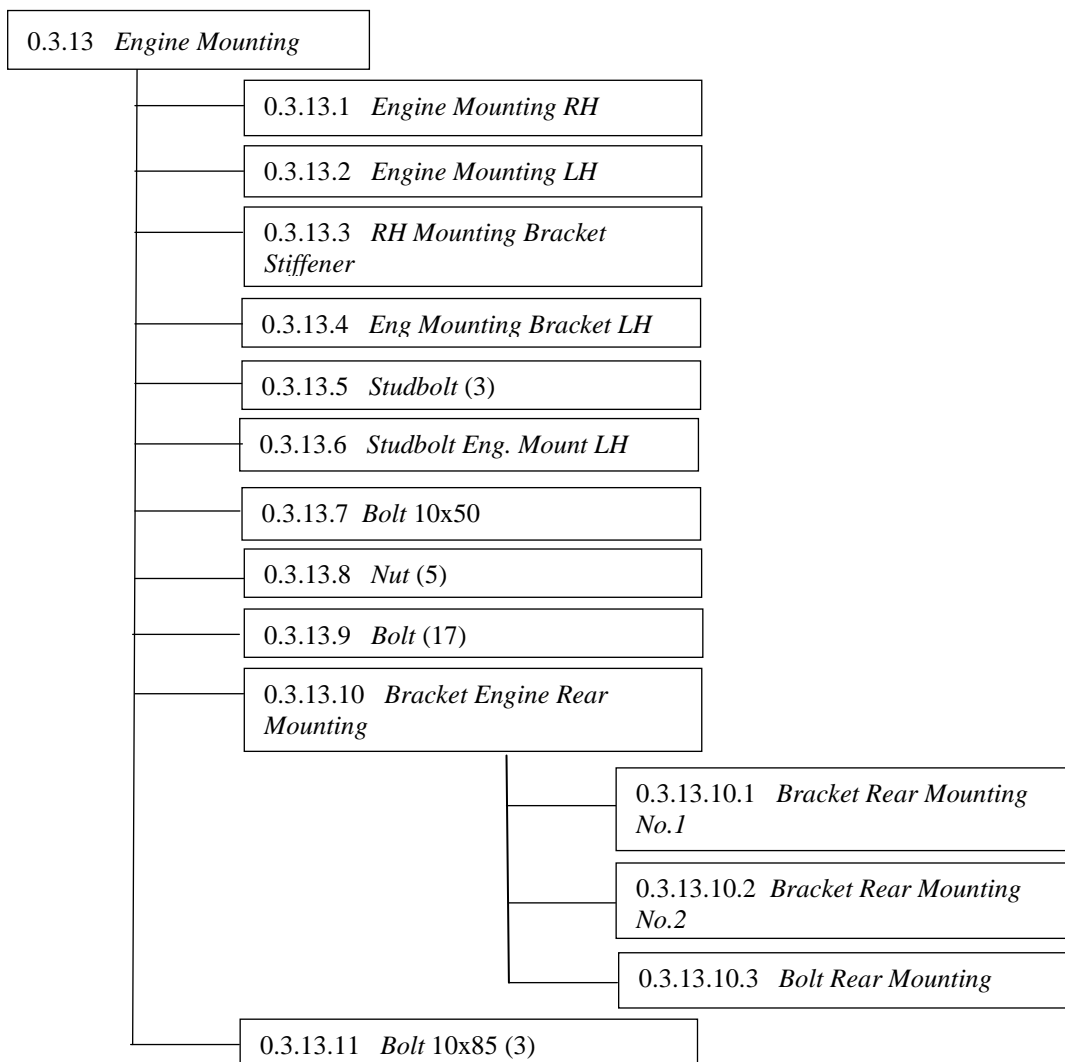 0.3.13 Engine Mounting
0.3.13.1 Engine Mounting RH
0.3.13.2 Engine Mounting LH
0.3.13.3 RH Mounting Bracket
Stiffener
0.3.13.4 Eng Mounting Bracket LH
0.3.13.5 Studbolt (3)
0.3.13.6 Studbolt Eng. Mount LH
0.3.13.7 Bolt 10x50
0.3.13.8 Nut (5)
0.3.13.9 Bolt (17)
0.3.13.10 Bracket Engine Rear
Mounting
0.3.13.10.1 Bracket Rear Mounting
No.1
0.3.13.10.2 Bracket Rear Mounting
No.2
0.3.13.10.3 Bolt Rear Mounting
0.3.13.11 Bolt 10x85 (3)